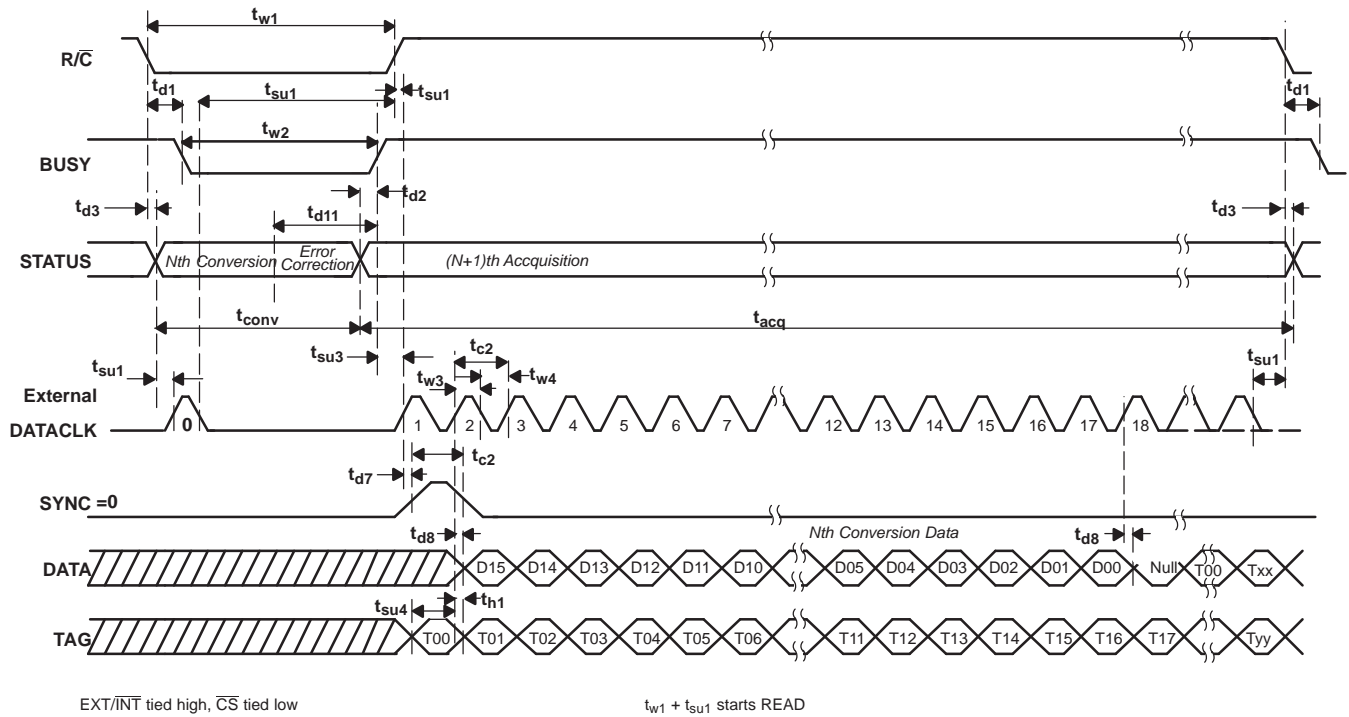 tw1
R/C
td1
tsu1
tsu1
td1
tw2
BUSY
td3
td2
td11
td3
STATUS
Nth Conversion
Error
Correction
(N+1)th Accquisition
tconv
tacq
tsu1
tsu3
tc2
tw3
tw4
tsu1
External
DATACLK
0 1 2 3 4 5 6 7 12 13 14 15 16 17 18
tc2
td7
SYNC =0
td8
Nth Conversion Data
td8
DATA
D15 D14 D13 D12 D11 D10 D05 D04 D03 D02 D01 D00 Null T00 Txx
tsu4
th1
TAG
T00 T01 T02 T03 T04 T05 T06 T11 T12 T13 T14 T15 T16 T17 Tyy
EXT/INT tied high, CS tied low
tw1 + tsu1 starts READ